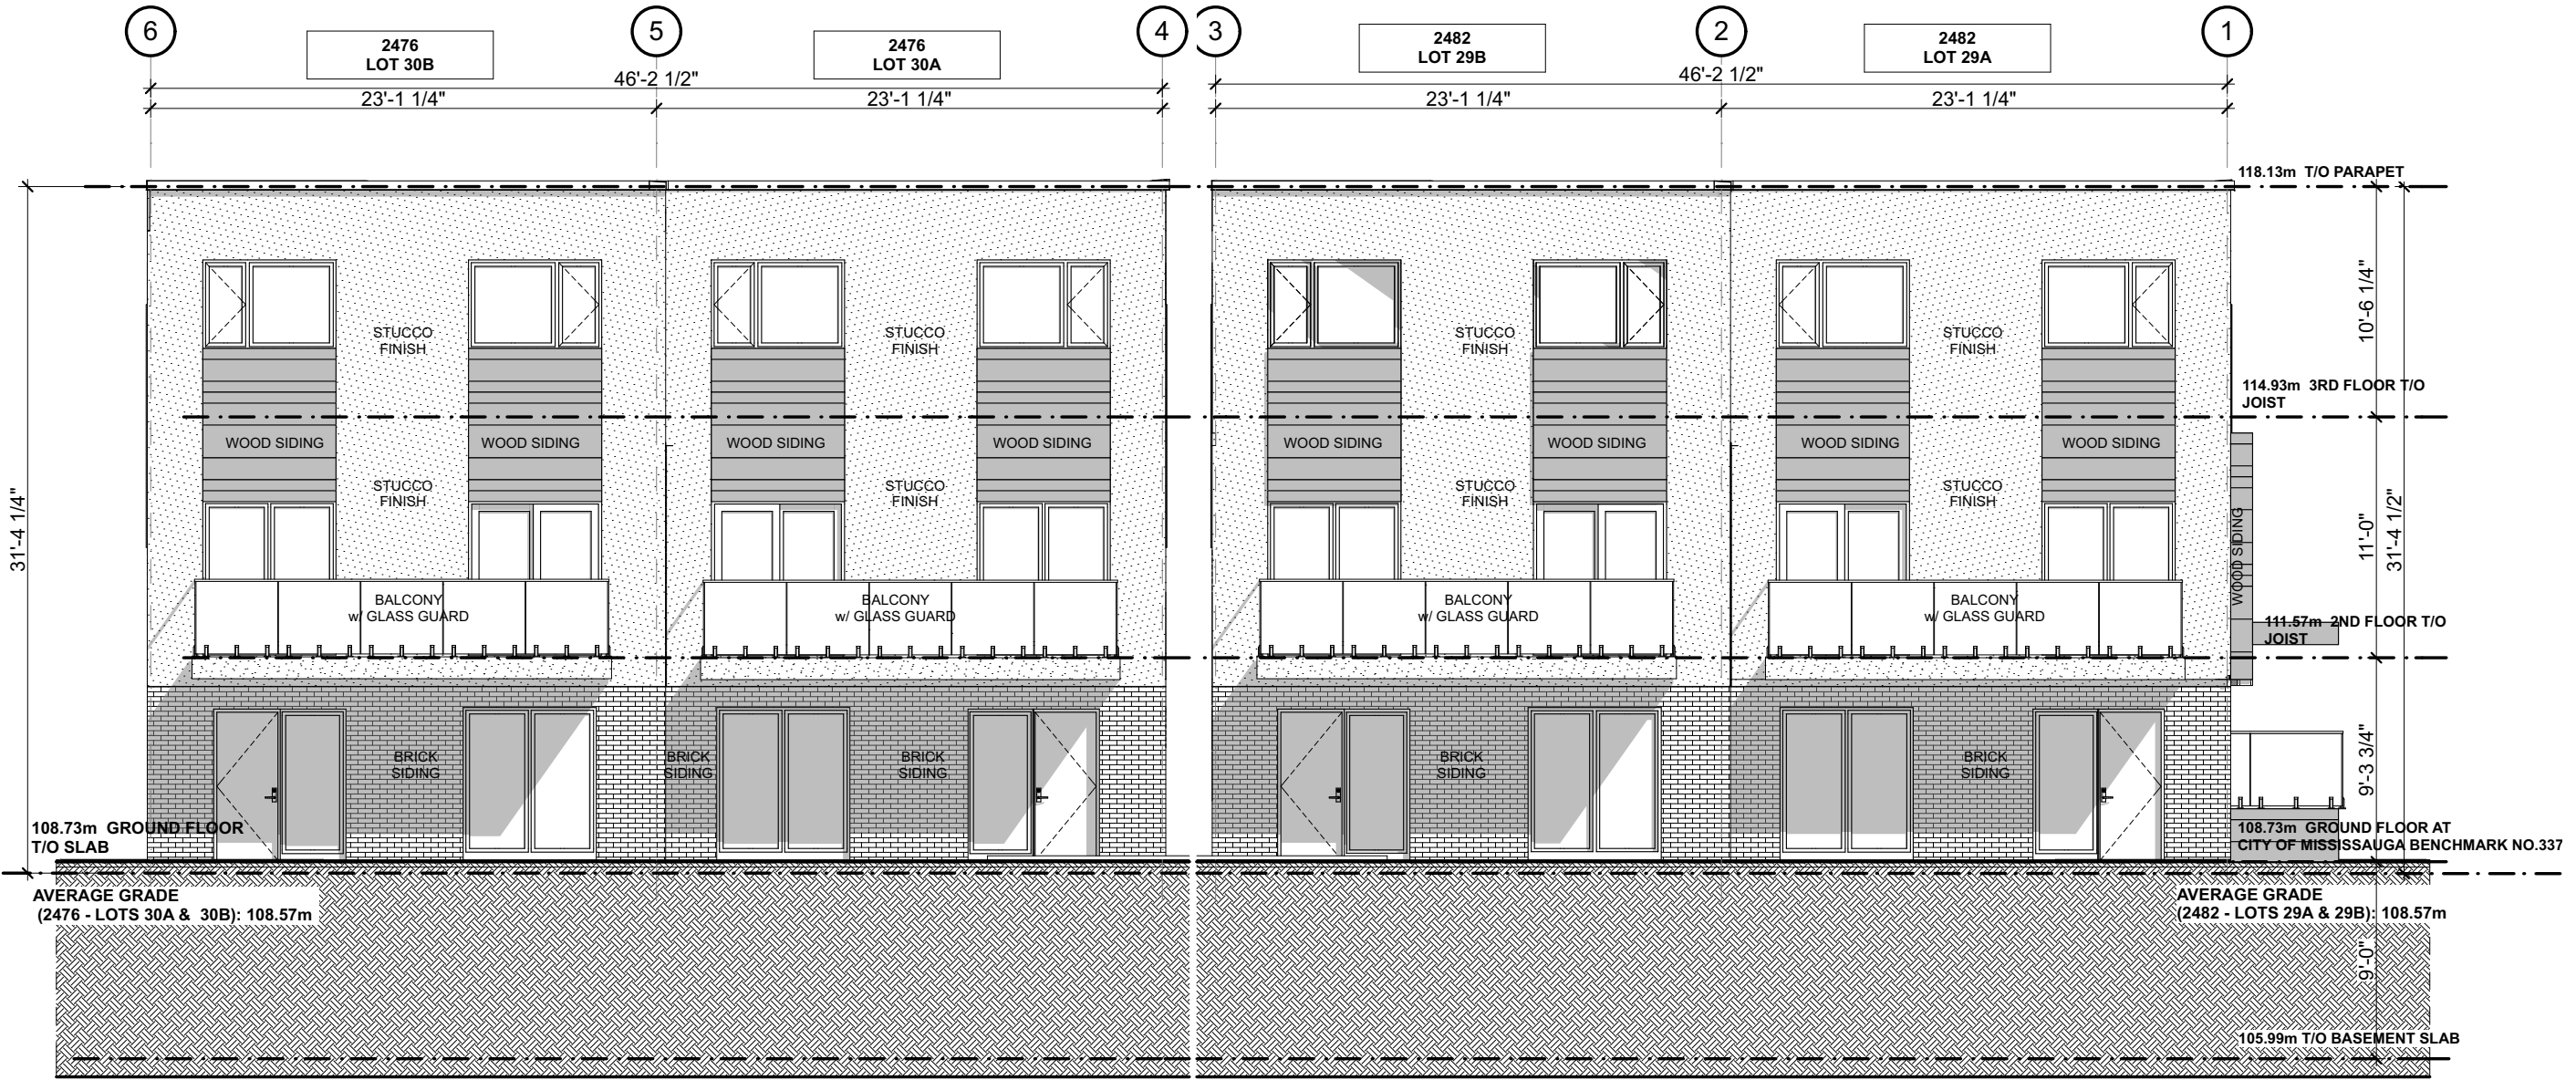 6
5
4
3
2
1
2476
LOT 30B
2476
LOT 30A
2482
LOT 29B
2482
LOT 29A
46'-2 1/2"
46'-2 1/2"
23'-1 1/4"
23'-1 1/4"
23'-1 1/4"
23'-1 1/4"
118.13m T/O PARAPET
10'-6 1/4"
STUCCO
FINISH
STUCCO
FINISH
STUCCO
FINISH
STUCCO
FINISH
114.93m 3RD FLOOR T/O
JOIST
WOOD SIDING
WOOD SIDING
WOOD SIDING
WOOD SIDING
WOOD SIDING
WOOD SIDING
WOOD SIDING
WOOD SIDING
STUCCO
FINISH
STUCCO
FINISH
STUCCO
FINISH
STUCCO
FINISH
31'-4 1/4"
WOOD SIDING
11'-0"
31'-4 1/2"
BALCONY
w/ GLASS GUARD
BALCONY
w/ GLASS GUARD
BALCONY
w/ GLASS GUARD
BALCONY
w/ GLASS GUARD
111.57m 2ND FLOOR T/O
JOIST
BRICK
SIDING
BRICK
SIDING
BRICK
SIDING
BRICK
SIDING
BRICK
SIDING
9'-3 3/4"
108.73m GROUND FLOOR
T/O SLAB
108.73m GROUND FLOOR AT
CITY OF MISSISSAUGA BENCHMARK NO.337
AVERAGE GRADE
(2476 - LOTS 30A & 30B): 108.57m
AVERAGE GRADE
(2482 - LOTS 29A & 29B): 108.57m
9'-0"
105.99m T/O BASEMENT SLAB